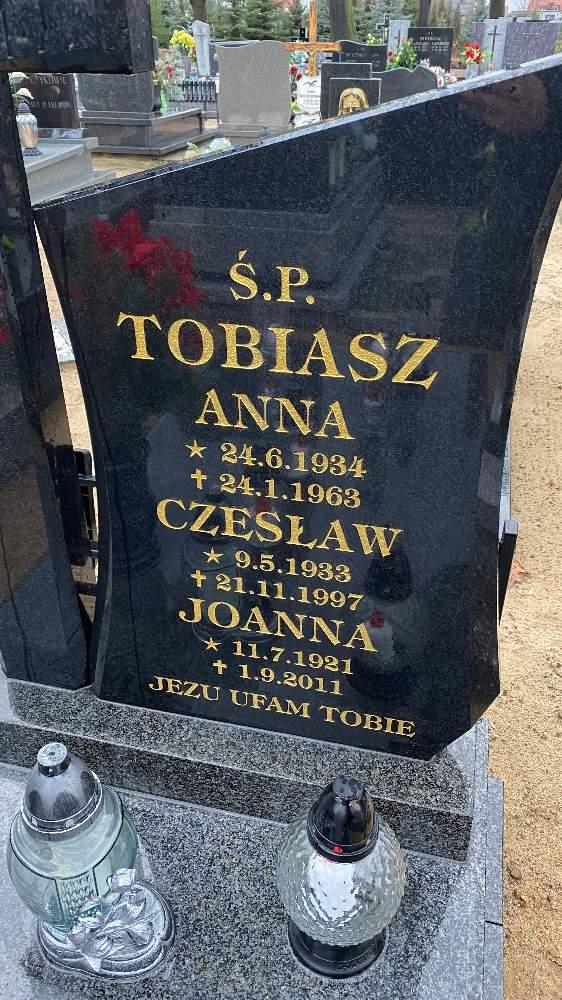 Ś.P.
TOBIASZ
ANNA
★ 24.6.1934
✝ 24.1.1963
CZESŁAW
★ 9.5.1933
✝ 21.11.1997
JOANNA
★ 11.7.1921
✝ 1.9.2011
JEZU UFAM TOBIE